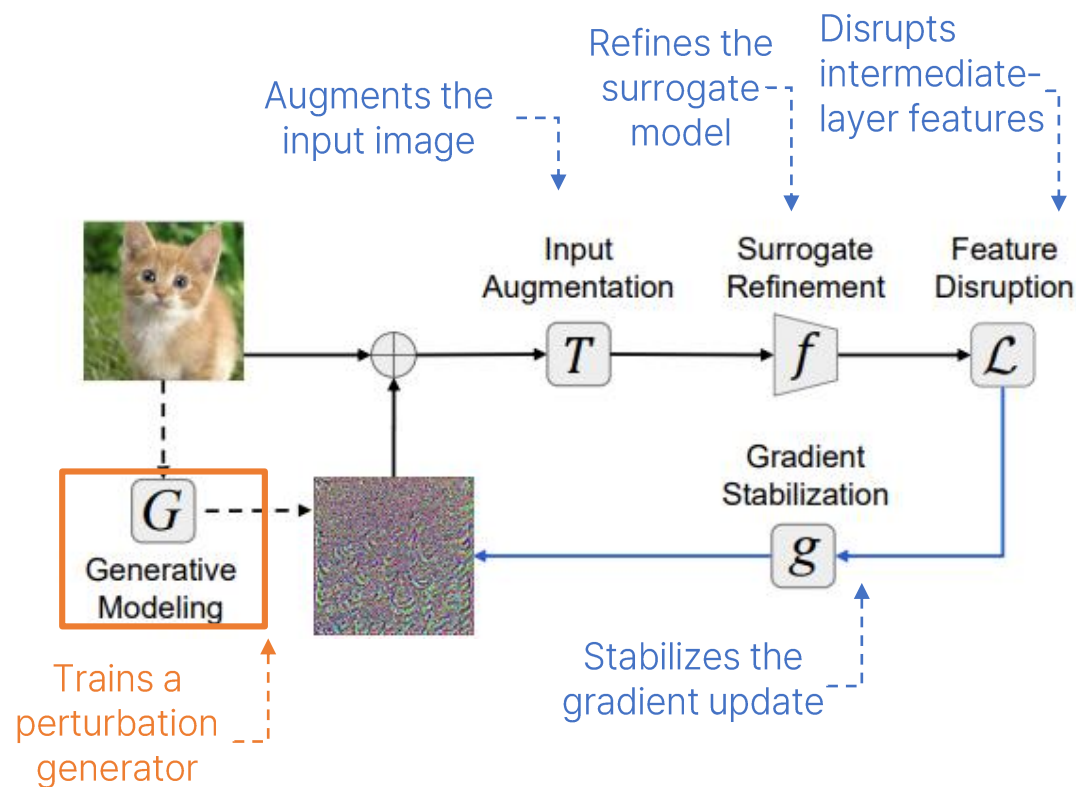 Augments the
input image
Refines the
surrogate
model
Disrupts
intermediate-
layer features
Input
Augmentation
Surrogate
Refinement
Feature
Disruption
T
f
ℒ
G
Generative
Modeling
Gradient
Stabilization
g
Trains a
perturbation
generator
Stabilizes the
gradient update